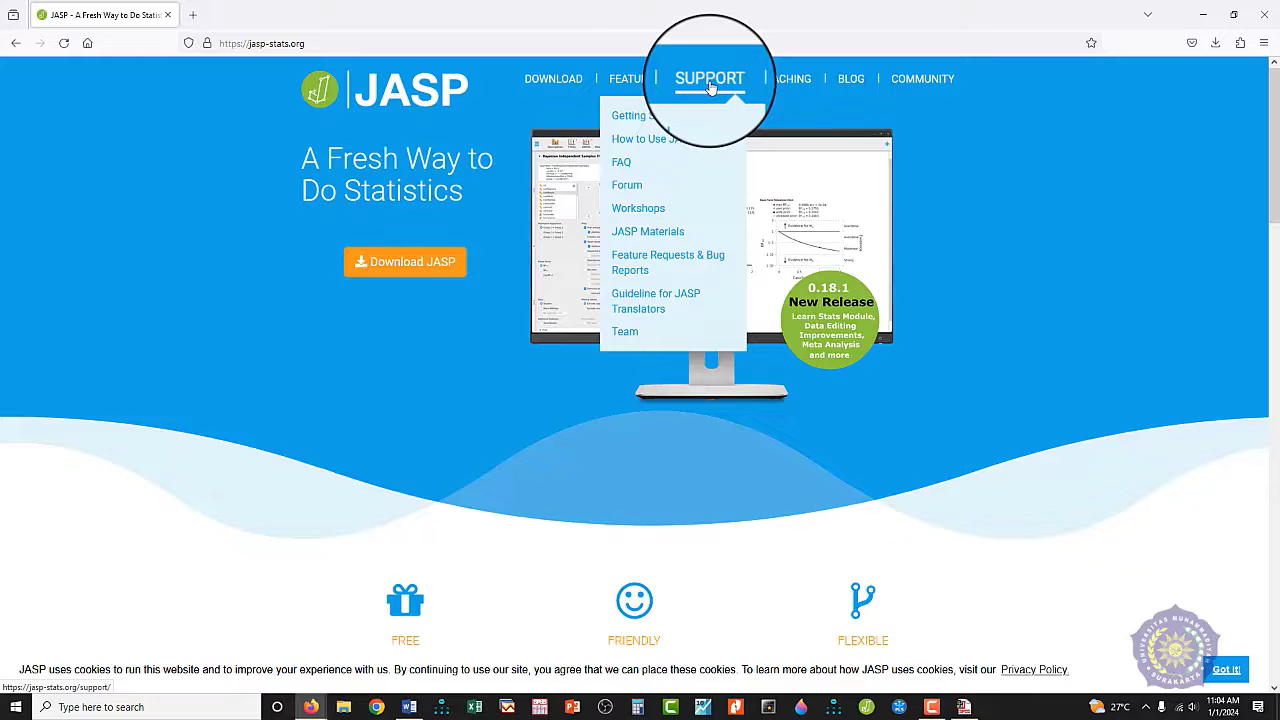 JASP - A Fresh Way to Do Statistics
https://jasp-stats.org
JASP
DOWNLOAD
SUPPORT
BLOG
COMMUNITY
A Fresh Way to
Do Statistics
Download JASP
Getting
How to Use
FAQ
Forum
Workshops
JASP Materials
Feature Requests & Bug
Reports
Guideline for JASP
Translators
Team
0.18.1
New Release
Learn Stats Module,
Data Editing
Improvements,
Meta Analysis
and more
FREE
FRIENDLY
FLEXIBLE
JASP uses cookies to run this website and to improve your experience with us. By continuing to use our site, you agree that we can place these cookies. To learn more about how JASP uses cookies, visit our Privacy Policy.
Got it!
UNIVERSITAS MUHAMMADIYAH
SURAKARTA
https://jasp-stats.org/support/
Type here to search
27°C
11:04 AM
1/1/2024